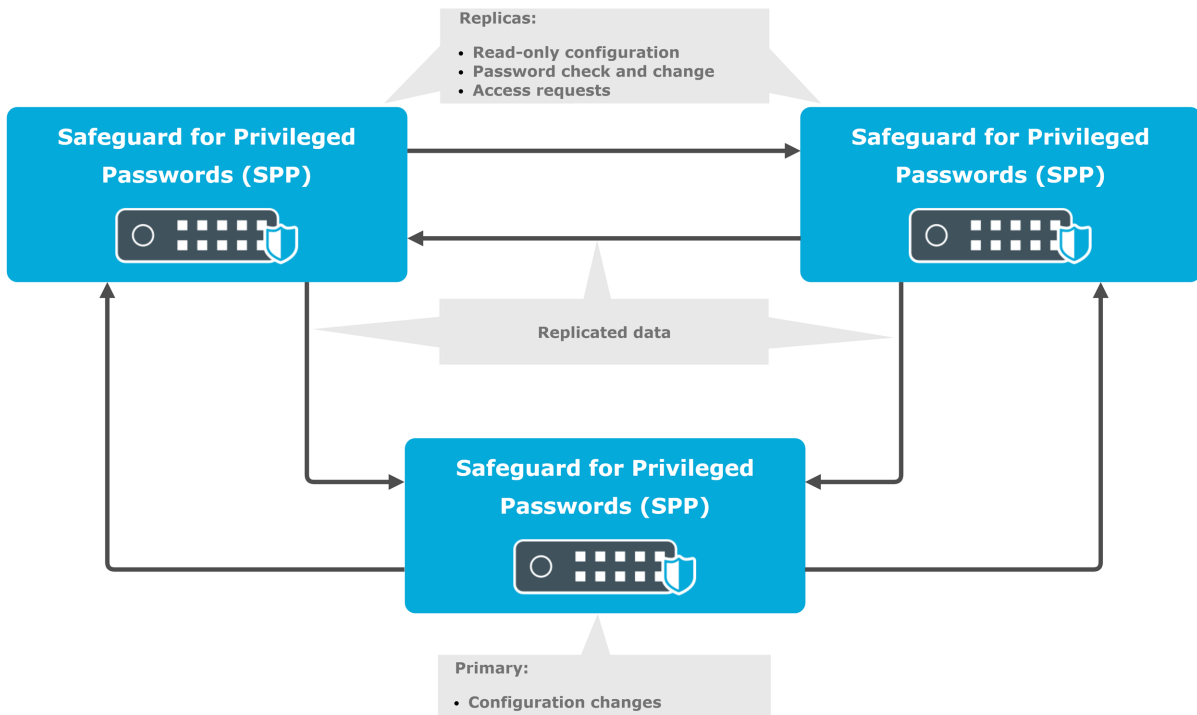 Replicas:
• Read-only configuration
• Password check and change
• Access requests
Safeguard for Privileged
Passwords (SPP)
Safeguard for Privileged
Passwords (SPP)
Replicated data
Safeguard for Privileged
Passwords (SPP)
Primary:
• Configuration changes